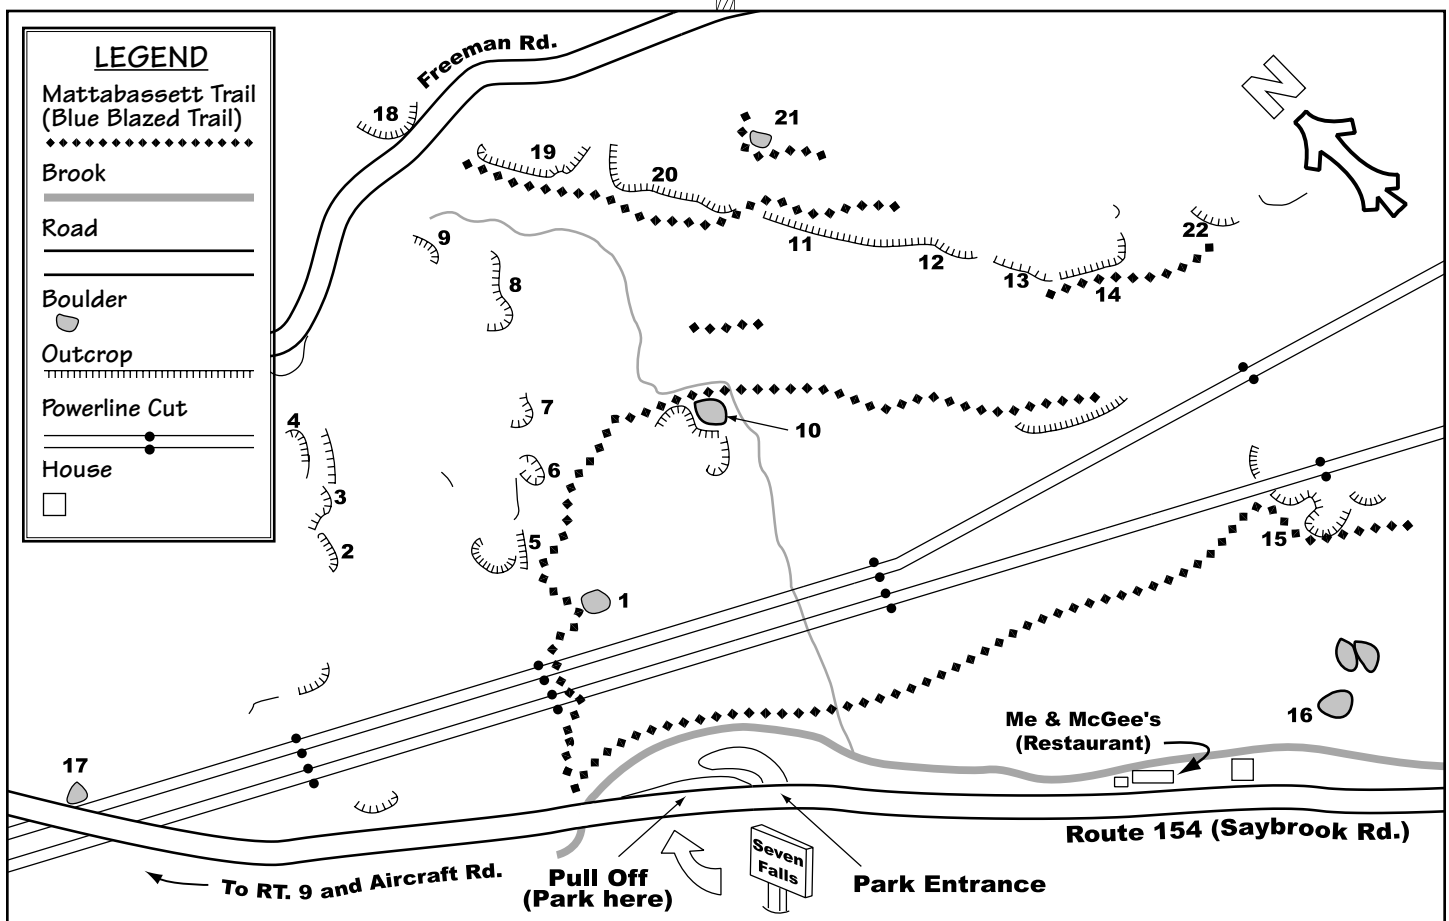 LEGEND
Mattabassett Trail
(Blue Blazed Trail)
Brook
Road
Boulder
Outcrop
Powerline Cut
House
Freeman Rd.
N
18
19
20
21
22
9
8
11
12
13
14
7
10
4
6
3
5
2
15
1
16
17
Me & McGee's
(Restaurant)
Route 154 (Saybrook Rd.)
To RT. 9 and Aircraft Rd.
Pull Off
(Park here)
Seven
Falls
Park Entrance